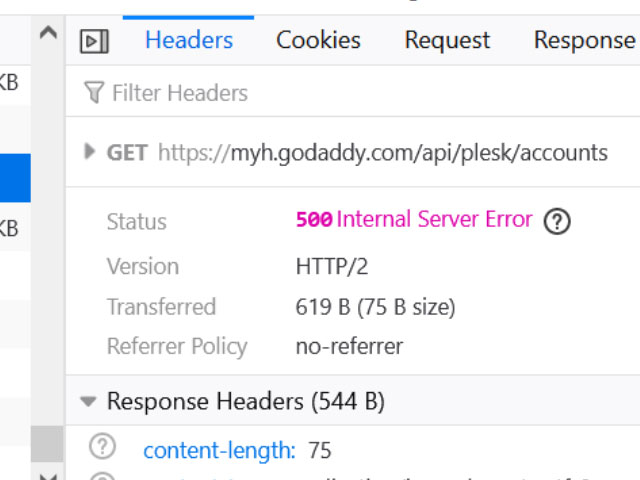 Headers Cookies Request Response
KB
Filter Headers
GET https://myh.godaddy.com/api/plesk/accounts
Status 500 Internal Server Error ?
KB
Version HTTP/2
Transferred 619 B (75 B size)
Referrer Policy no-referrer
Response Headers (544 B)
? content-length: 75